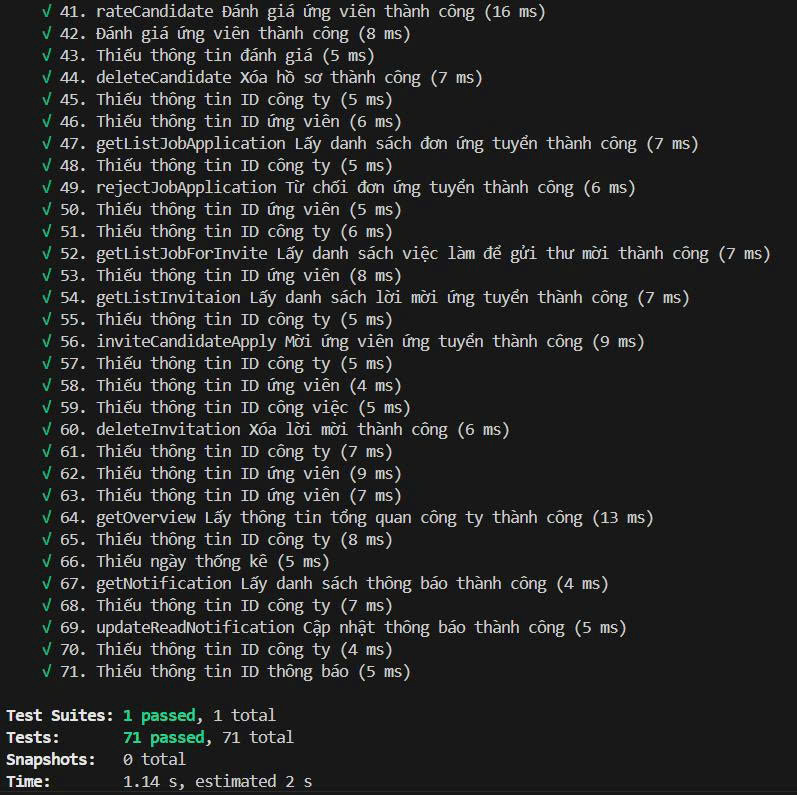 √ 41. rateCandidate Đánh giá ứng viên thành công (16 ms)
√ 42. Đánh giá ứng viên thành công (8 ms)
√ 43. Thiếu thông tin đánh giá (5 ms)
√ 44. deleteCandidate Xóa hồ sơ thành công (7 ms)
√ 45. Thiếu thông tin ID công ty (5 ms)
√ 46. Thiếu thông tin ID ứng viên (6 ms)
√ 47. getListJobApplication Lấy danh sách đơn ứng tuyển thành công (7 ms)
√ 48. Thiếu thông tin ID công ty (5 ms)
√ 49. rejectJobApplication Từ chối đơn ứng tuyển thành công (6 ms)
√ 50. Thiếu thông tin ID ứng viên (5 ms)
√ 51. Thiếu thông tin ID công ty (6 ms)
√ 52. getListJobForInvite Lấy danh sách việc làm để gửi thư mời thành công (7 ms)
√ 53. Thiếu thông tin ID ứng viên (8 ms)
√ 54. getListInvitaion Lấy danh sách lời mời ứng tuyển thành công (7 ms)
√ 55. Thiếu thông tin ID công ty (5 ms)
√ 56. inviteCandidateApply Mời ứng viên ứng tuyển thành công (9 ms)
√ 57. Thiếu thông tin ID công ty (5 ms)
√ 58. Thiếu thông tin ID ứng viên (4 ms)
√ 59. Thiếu thông tin ID công việc (5 ms)
√ 60. deleteInvitation Xóa lời mời thành công (6 ms)
√ 61. Thiếu thông tin ID công ty (7 ms)
√ 62. Thiếu thông tin ID ứng viên (9 ms)
√ 63. Thiếu thông tin ID ứng viên (7 ms)
√ 64. getOverview Lấy thông tin tổng quan công ty thành công (13 ms)
√ 65. Thiếu thông tin ID công ty (8 ms)
√ 66. Thiếu ngày thống kê (5 ms)
√ 67. getNotification Lấy danh sách thông báo thành công (4 ms)
√ 68. Thiếu thông tin ID công ty (7 ms)
√ 69. updateReadNotification Cập nhật thông báo thành công (5 ms)
√ 70. Thiếu thông tin ID công ty (4 ms)
√ 71. Thiếu thông tin ID thông báo (5 ms)
Test Suites: 1 passed, 1 total
Tests: 71 passed, 71 total
Snapshots: 0 total
Time: 1.14 s, estimated 2 s